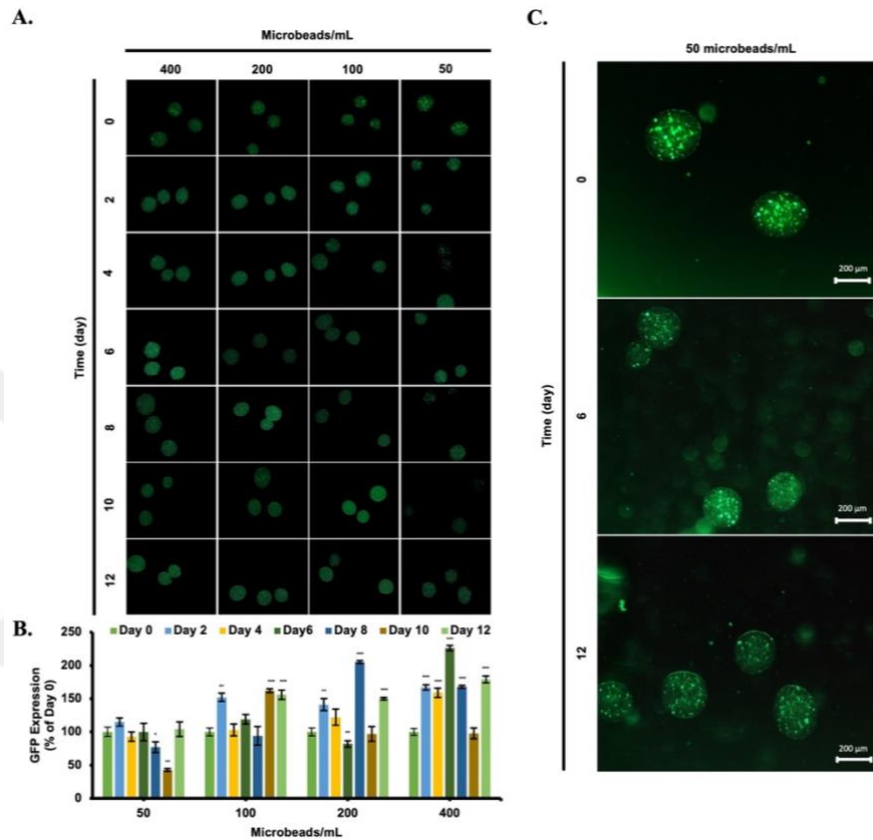 A.
Microbeads/mL
400 200 100 50
Time (day)
0
2
4
6
8
10
12
B.
GFP Expression
(% of Day 0)
250
200
150
100
50
0
Day 0 Day 2 Day 4 Day6 Day 8 Day 10 Day 12
50 100 200 400
Microbeads/mL
C.
50 microbeads/mL
Time (day)
0
200 µm
6
200 µm
12
200 µm